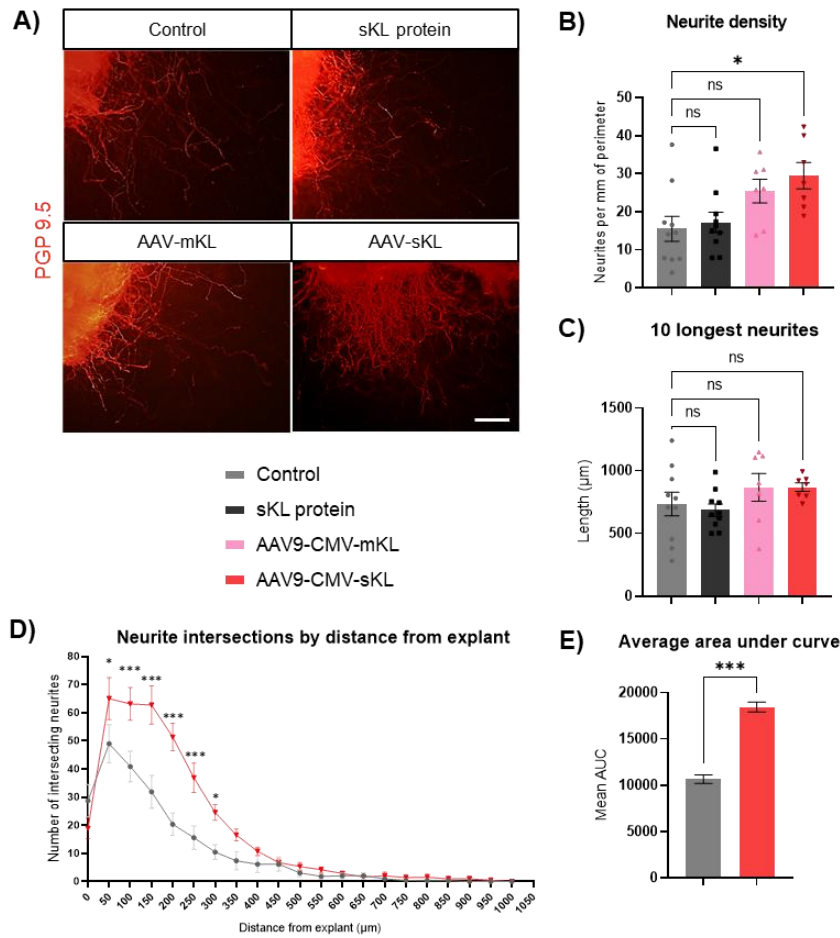 A)
Control
sKL protein
AAV-mKL
AAV-sKL
PGP 9.5
Control
sKL protein
AAV9-CMV-mKL
AAV9-CMV-sKL
B)
Neurite density
*
ns
ns
Neurites per mm of perimeter
50
40
30
20
10
0
C)
10 longest neurites
ns
ns
ns
Length (µm)
1500
1000
500
0
D)
Neurite intersections by distance from explant
Number of intersecting neurites
80
70
60
50
40
30
20
10
0
* *** *** *** *** *
0 50 100 150 200 250 300 350 400 450 500 550 600 650 700 750 800 850 900 950 1000 1050
Distance from explant (µm)
E)
Average area under curve
***
Mean AUC
20000
15000
10000
5000
0